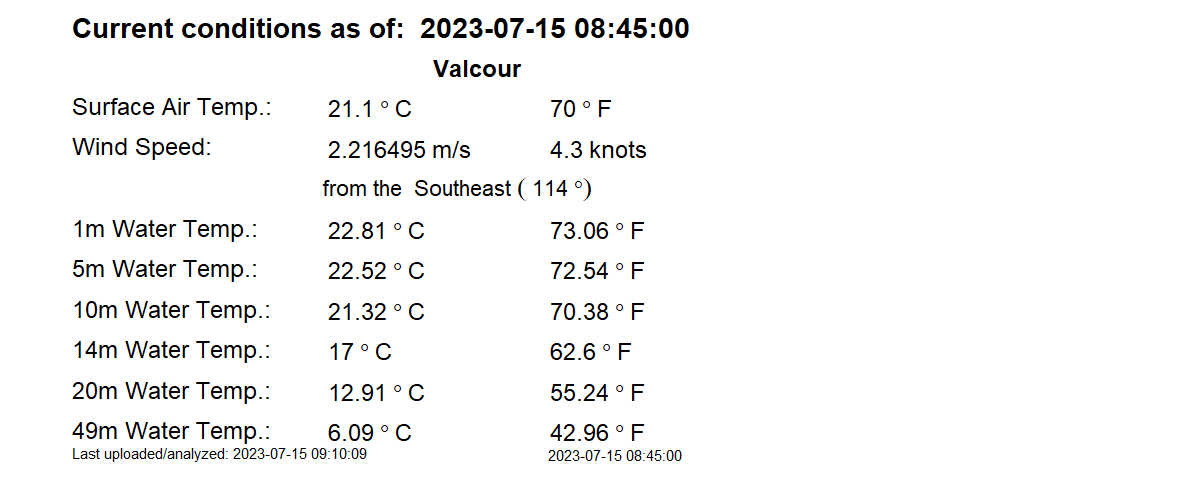 Current conditions as of: 2023-07-15 08:45:00
Valcour
Surface Air Temp.: 21.1 ° C 70 ° F
Wind Speed: 2.216495 m/s 4.3 knots
from the Southeast ( 114 °)
1m Water Temp.: 22.81 ° C 73.06 ° F
5m Water Temp.: 22.52 ° C 72.54 ° F
10m Water Temp.: 21.32 ° C 70.38 ° F
14m Water Temp.: 17 ° C 62.6 ° F
20m Water Temp.: 12.91 ° C 55.24 ° F
49m Water Temp.: 6.09 ° C 42.96 ° F
Last uploaded/analyzed: 2023-07-15 09:10:09 2023-07-15 08:45:00